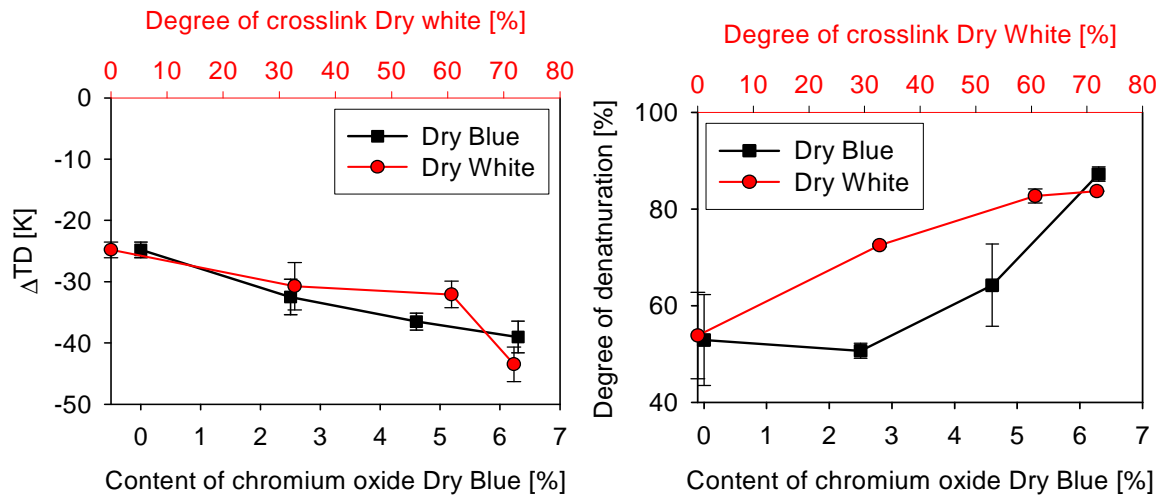 Degree of crosslink Dry white [%]
0 10 20 30 40 50 60 70 80
0
-10
-20
-30
-40
-50
ΔTD [K]
Dry Blue
Dry White
0 1 2 3 4 5 6 7
Content of chromium oxide Dry Blue [%]
Degree of crosslink Dry White [%]
0 10 20 30 40 50 60 70 80
100
80
60
40
Degree of denatnuration [%]
Dry Blue
Dry White
0 1 2 3 4 5 6 7
Content of chromium oxide Dry Blue [%]